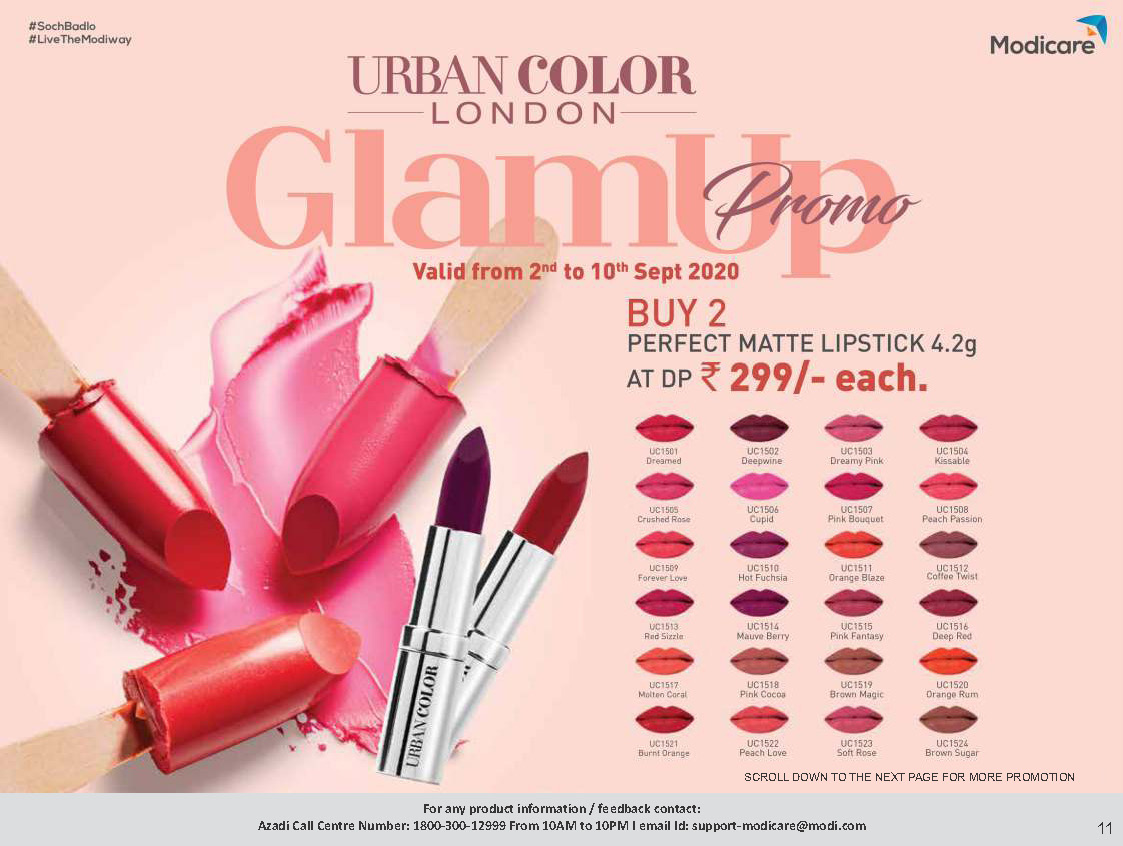 #SochBadlo
#LiveTheModiway
Modicare
URBAN COLOR
LONDON
GlamUp
Promo
Valid from 2nd to 10th Sept 2020
BUY 2
PERFECT MATTE LIPSTICK 4.2g
AT DP ₹ 299/- each.
UC1501 UC1502 UC1503 UC1504
Dreamed Deepwine Dreamy Pink Kissable
UC1505 UC1506 UC1507 UC1508
Crushed Rose Cupid Pink Bouquet Peach Passion
UC1509 UC1510 UC1511 UC1512
Forever Love Hot Fuchsia Orange Blaze Coffee Twist
UC1513 UC1514 UC1515 UC1516
Red Sizzle Mauve Berry Pink Fantasy Deep Red
UC1517 UC1518 UC1519 UC1520
Molten Coral Pink Cocoa Brown Magic Orange Rum
UC1521 UC1522 UC1523 UC1524
Burnt Orange Peach Love Soft Rose Brown Sugar
URBAN COLOR
SCROLL DOWN TO THE NEXT PAGE FOR MORE PROMOTION
For any product information / feedback contact:
Azadi Call Centre Number: 1800-300-12999 From 10AM to 10PM I email Id: support-modicare@modi.com
11